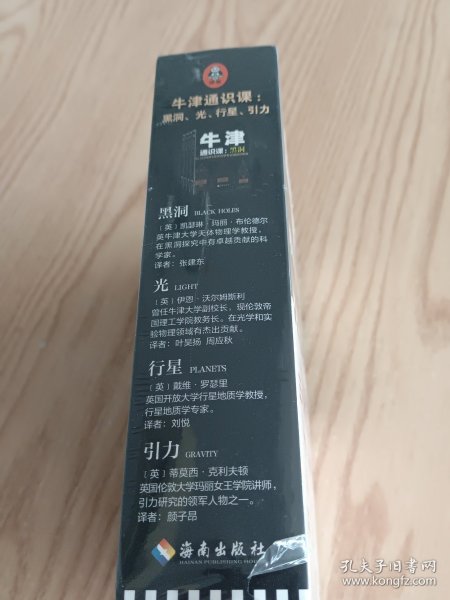 牛津通识课：
黑洞、光、行星、引力
牛津
通识课：黑洞
黑洞 BLACK HOLES
（英）凯瑟琳·玛丽·布伦德尔
英牛津大学天体物理学教授，
在黑洞探究中有卓越贡献的科
学家。
译者：张建东
光 LIGHT
（英）伊恩·沃尔姆斯利
曾任牛津大学副校长，现伦敦帝
国理工学院教务长。在光学和实
验物理领域有杰出贡献。
译者：叶吴扬 周应秋
行星 PLANETS
（英）戴维·罗瑟里
英国开放大学行星地质学教授，
行星地质学专家。
译者：刘悦
引力 GRAVITY
（英）蒂莫西·克利夫顿
英国伦敦大学玛丽女王学院讲师，
引力研究的领军人物之一。
译者：颜子昂
海南出版社
HAINAN PUBLISHING HOUSE
孔夫子旧书网
www.kongfz.com